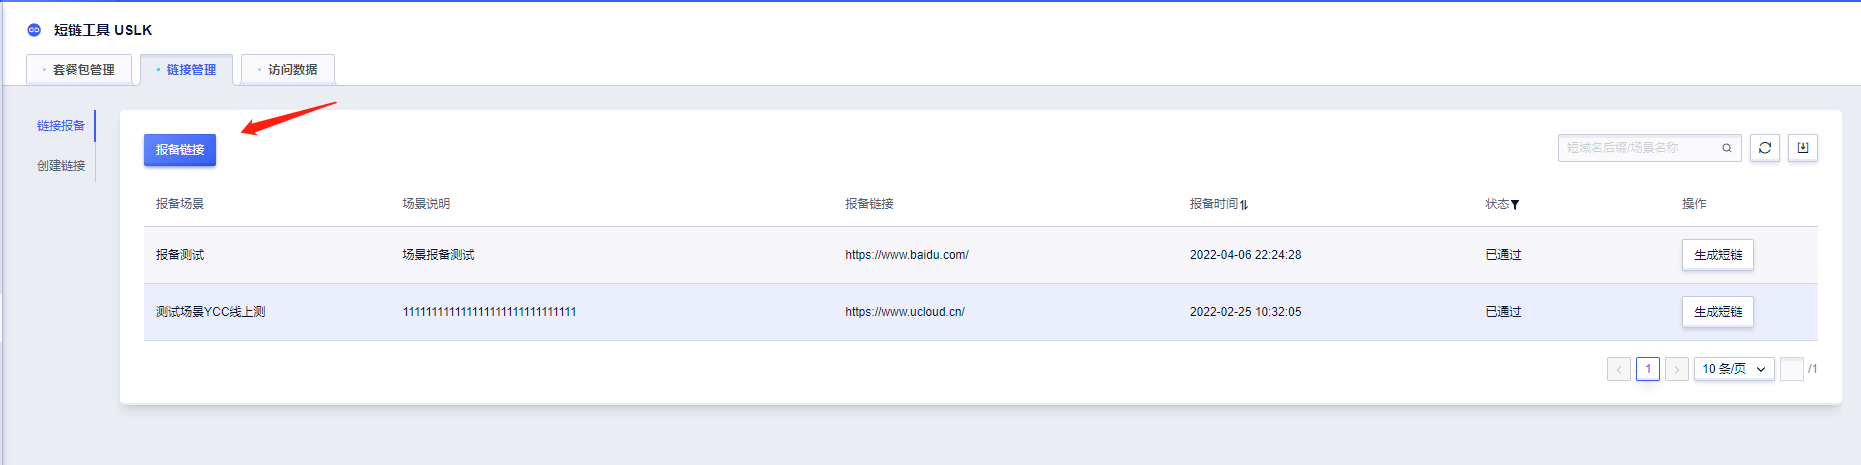 短链工具 USLK
套餐包管理 链接管理 访问数据
链接报备
创建链接
报备链接
短域名后缀/场景名称
报备场景 场景说明 报备链接 报备时间 状态 操作
报备测试 场景报备测试 https://www.baidu.com/ 2022-04-06 22:24:28 已通过 生成短链
测试场景YCC线上测 11111111111111111111111111111 https://www.ucloud.cn/ 2022-02-25 10:32:05 已通过 生成短链
1 10 条/页 /1